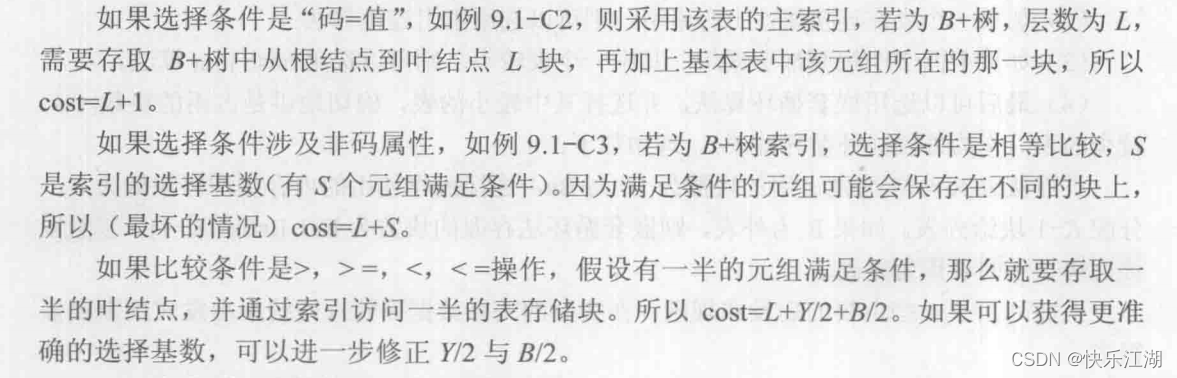 如果选择条件是“码=值”，如例 9.1-C2，则采用该表的主索引，若为 B+树，层数为 L，
需要存取 B+树中从根结点到叶结点 L 块，再加上基本表中该元组所在的那一块，所以
cost=L+1。
如果选择条件涉及非码属性，如例 9.1-C3，若为 B+树索引，选择条件是相等比较，S
是索引的选择基数（有 S 个元组满足条件）。因为满足条件的元组可能会保存在不同的块上，
所以（最坏的情况）cost=L+S。
如果比较条件是>，>=，<，<=操作，假设有一半的元组满足条件，那么就要存取一
半的叶结点，并通过索引访问一半的表存储块。所以 cost=L+Y/2+B/2。如果可以获得更准
确的选择基数，可以进一步修正 Y/2 与 B/2。
CSDN @快乐江湖